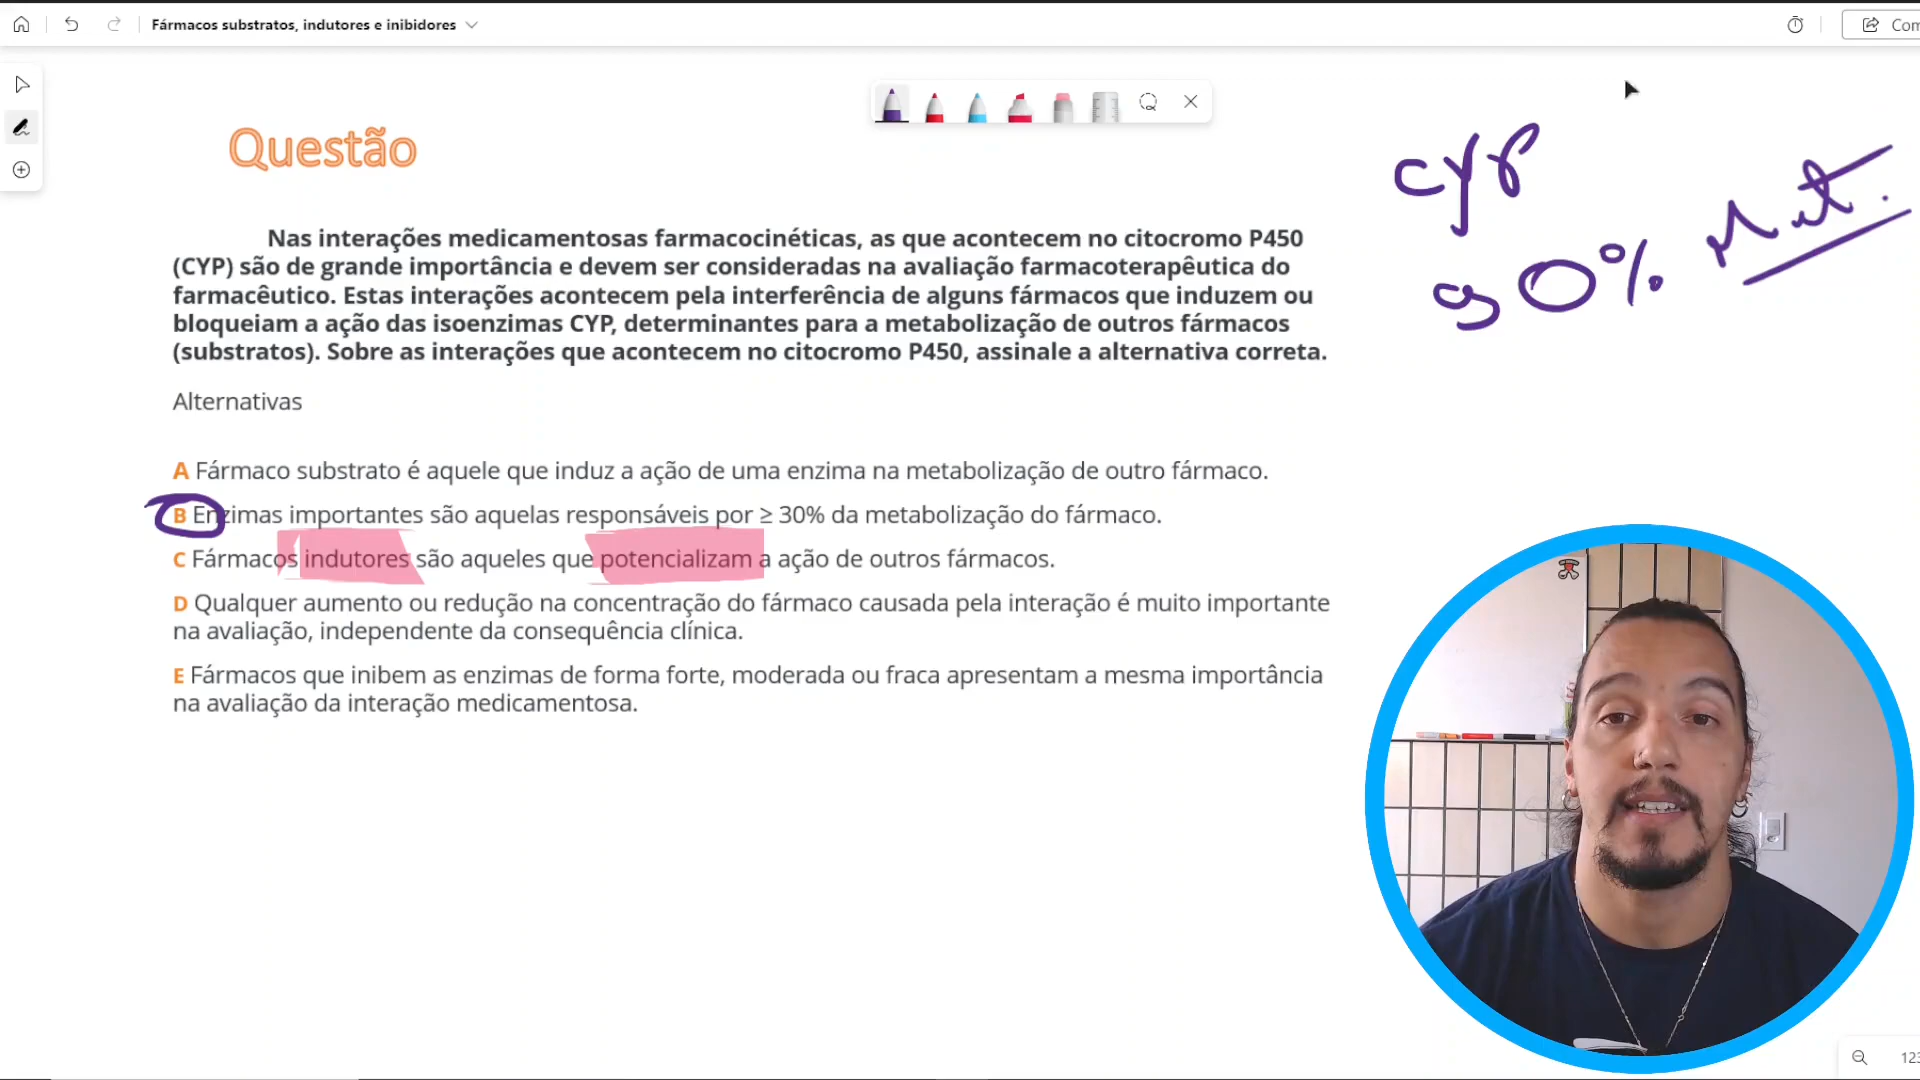 Fármacos substratos, indutores e inibidores
Com
Questão
CYP
90% Met.
Nas interações medicamentosas farmacocinéticas, as que acontecem no citocromo P450
(CYP) são de grande importância e devem ser consideradas na avaliação farmacoterapêutica do
farmacêutico. Estas interações acontecem pela interferência de alguns fármacos que induzem ou
bloqueiam a ação das isoenzimas CYP, determinantes para a metabolização de outros fármacos
(substratos). Sobre as interações que acontecem no citocromo P450, assinale a alternativa correta.
Alternativas
A Fármaco substrato é aquele que induz a ação de uma enzima na metabolização de outro fármaco.
B Enzimas importantes são aquelas responsáveis por ≥ 30% da metabolização do fármaco.
C Fármacos indutores são aqueles que potencializam a ação de outros fármacos.
D Qualquer aumento ou redução na concentração do fármaco causada pela interação é muito importante
na avaliação, independente da consequência clínica.
E Fármacos que inibem as enzimas de forma forte, moderada ou fraca apresentam a mesma importância
na avaliação da interação medicamentosa.
123